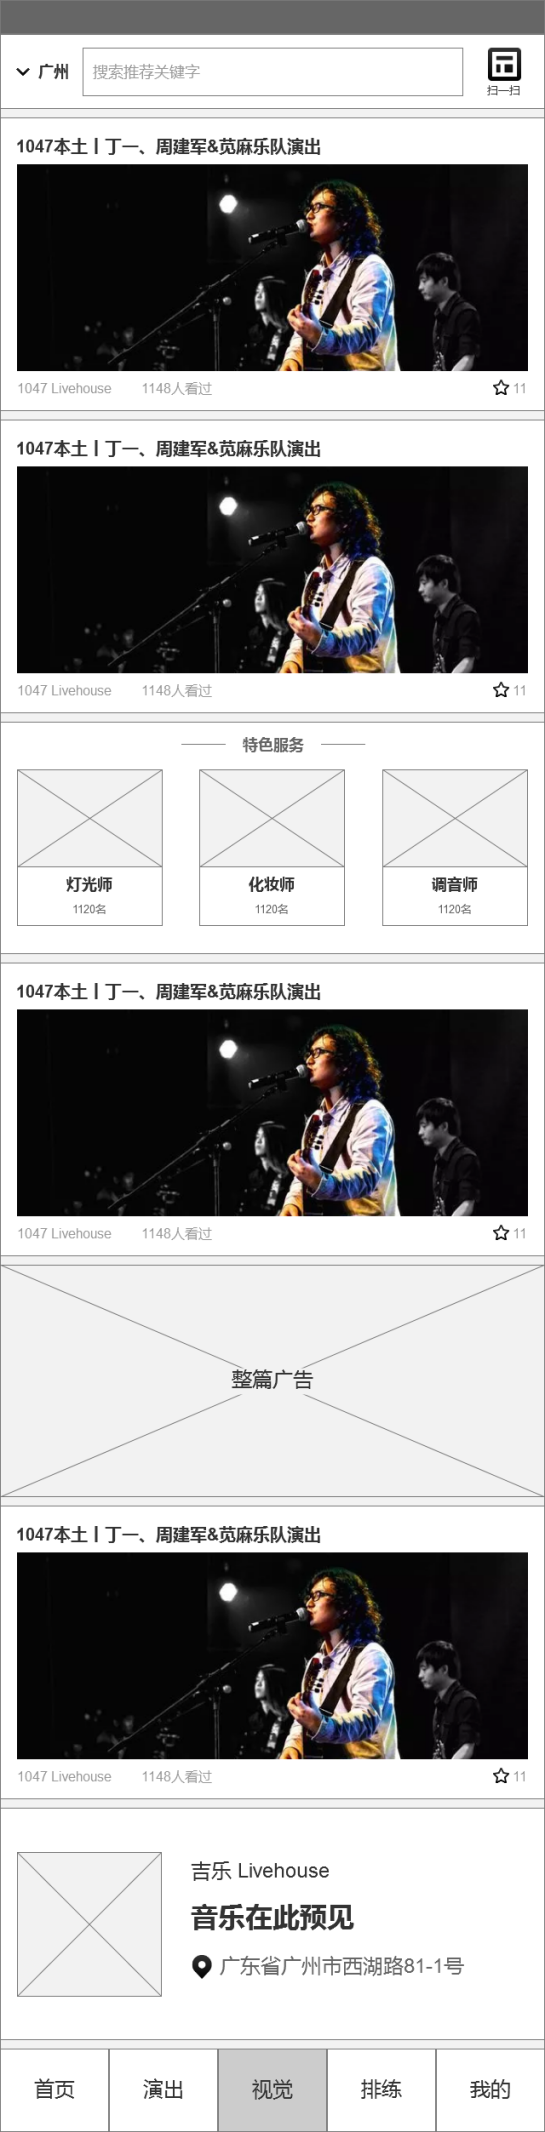 广州
搜索推荐关键字
扫一扫
1047本土丨丁一、周建军&苋麻乐队演出
1047 Livehouse 1148人看过 11
1047本土丨丁一、周建军&苋麻乐队演出
1047 Livehouse 1148人看过 11
特色服务
灯光师 化妆师 调音师
1120名 1120名 1120名
1047本土丨丁一、周建军&苋麻乐队演出
1047 Livehouse 1148人看过 11
整篇广告
1047本土丨丁一、周建军&苋麻乐队演出
1047 Livehouse 1148人看过 11
吉乐 Livehouse
音乐在此预见
广东省广州市西湖路81-1号
首页 演出 视觉 排练 我的